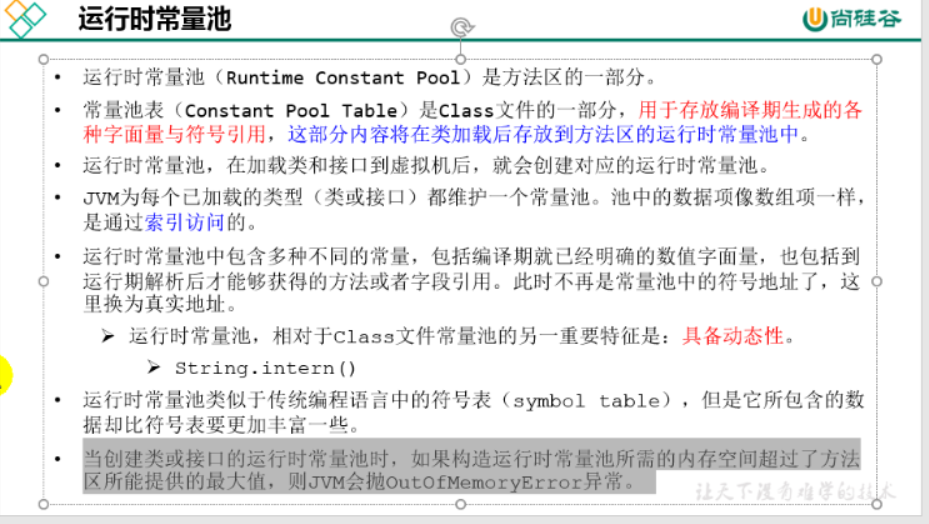 运行时常量池
尚硅谷
• 运行时常量池（Runtime Constant Pool）是方法区的一部分。
• 常量池表（Constant Pool Table）是Class文件的一部分，用于存放编译期生成的各
种字面量与符号引用，这部分内容将在类加载后存放到方法区的运行时常量池中。
• 运行时常量池，在加载类和接口到虚拟机后，就会创建对应的运行时常量池。
• JVM为每个已加载的类型（类或接口）都维护一个常量池。池中的数据项像数组项一样，
是通过索引访问的。
• 运行时常量池中包含多种不同的常量，包括编译期就已经明确的数值字面量，也包括到
运行期解析后才能够获得的方法或者字段引用。此时不再是常量池中的符号地址了，这
里换为真实地址。
➢ 运行时常量池，相对于Class文件常量池的另一重要特征是：具备动态性。
➢ String.intern()
• 运行时常量池类似于传统编程语言中的符号表（symbol table），但是它所包含的数
据却比符号表要更加丰富一些。
• 当创建类或接口的运行时常量池时，如果构造运行时常量池所需的内存空间超过了方法
区所能提供的最大值，则JVM会抛OutOfMemoryError异常。
让天下没有难学的技术